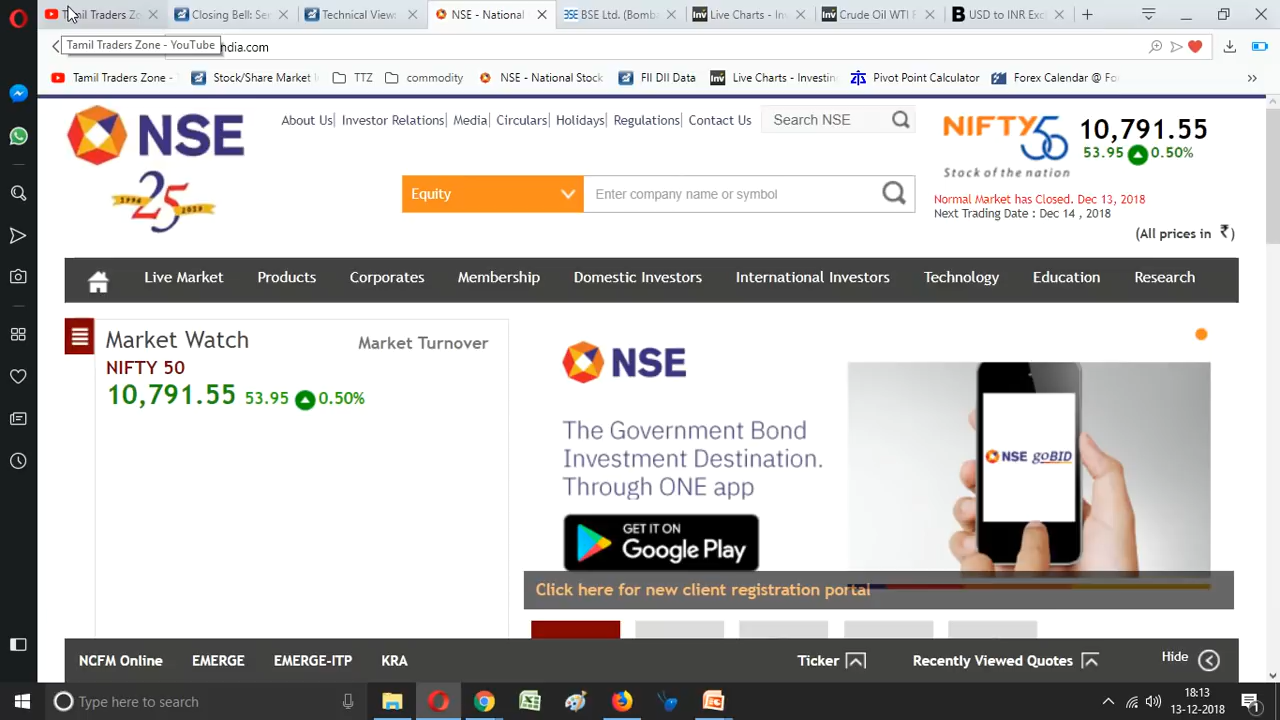 Tamil Traders Zo
Closing Bell: Se
Technical View
NSE - National
BSE Ltd. (Bomba
Live Charts - Inv
Crude Oil WTI F
USD to INR Exc
Tamil Traders Zone - YouTube
dia.com
Tamil Traders Zone -
Stock/Share Market
TTZ
commodity
NSE - National Stock
FII DII Data
Live Charts - Investin
Pivot Point Calculator
Forex Calendar @ Fo
NSE
1994 25 2019
About Us| Investor Relations| Media| Circulars| Holidays| Regulations| Contact Us
Search NSE
NIFTY50
Stock of the nation
10,791.55
53.95 0.50%
Equity
Enter company name or symbol
Normal Market has Closed. Dec 13, 2018
Next Trading Date : Dec 14 , 2018
(All prices in ₹)
Live Market Products Corporates Membership Domestic Investors International Investors Technology Education Research
Market Watch
Market Turnover
NIFTY 50
10,791.55 53.95 0.50%
NSE
The Government Bond
Investment Destination.
Through ONE app
GET IT ON
Google Play
NSE goBID
Click here for new client registration portal
NCFM Online EMERGE EMERGE-ITP KRA
Ticker
Recently Viewed Quotes
Hide
Type here to search
18:13
13-12-2018
1